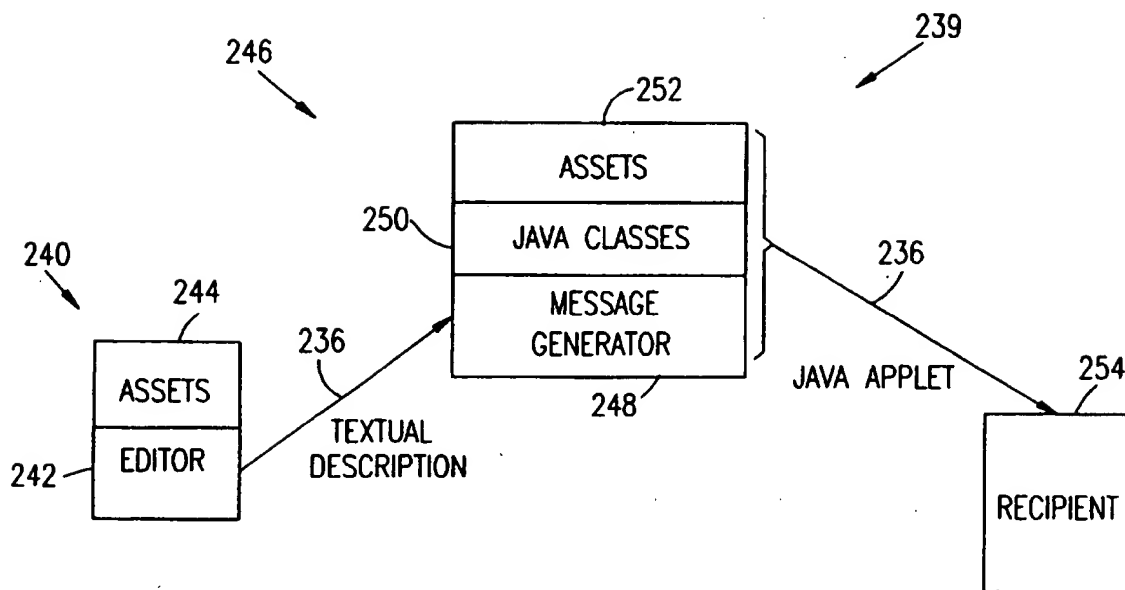 239
246
252
ASSETS
250
JAVA CLASSES
240
236
244
MESSAGE
GENERATOR
236
ASSETS
JAVA APPLET
254
248
242
EDITOR
TEXTUAL
DESCRIPTION
RECIPIENT